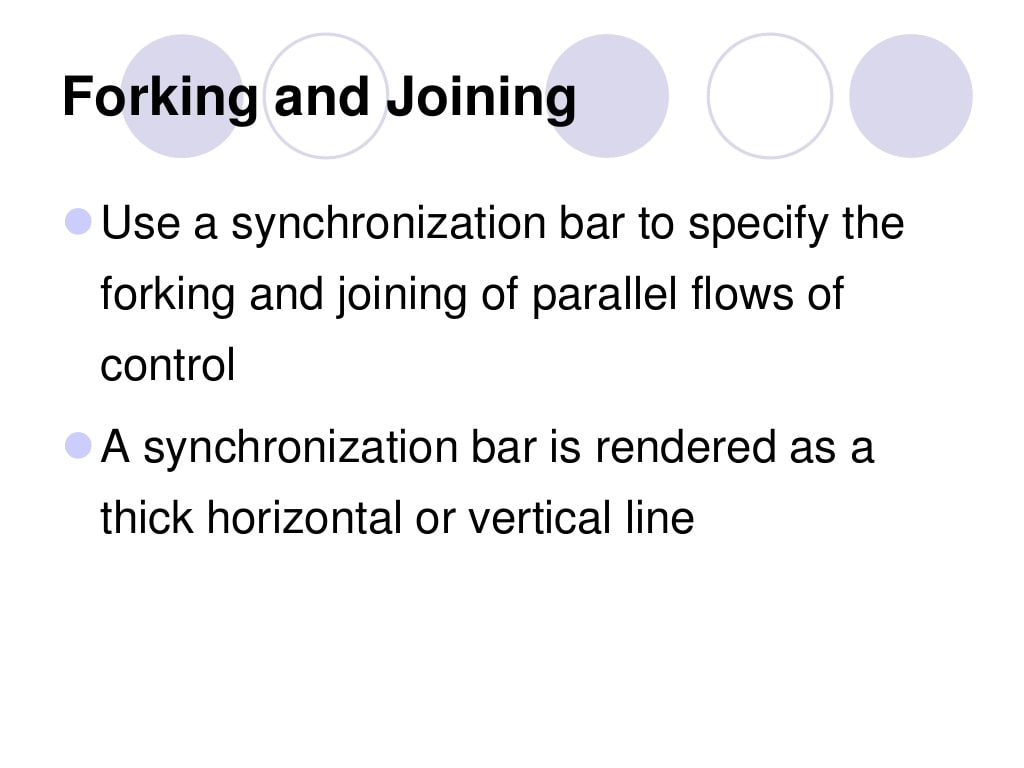 Forking and Joining
Use a synchronization bar to specify the
forking and joining of parallel flows of
control
A synchronization bar is rendered as a
thick horizontal or vertical line